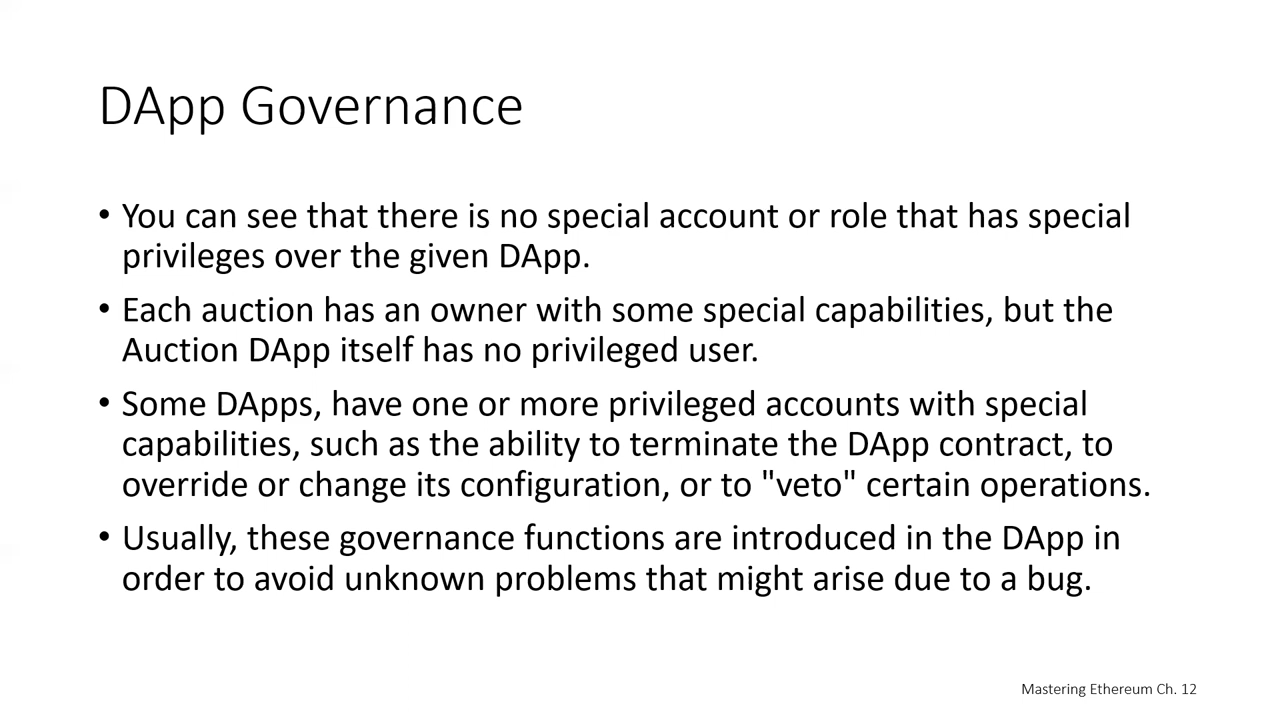 DApp Governance
• You can see that there is no special account or role that has special
privileges over the given DApp.
• Each auction has an owner with some special capabilities, but the
Auction DApp itself has no privileged user.
• Some DApps, have one or more privileged accounts with special
capabilities, such as the ability to terminate the DApp contract, to
override or change its configuration, or to "veto" certain operations.
• Usually, these governance functions are introduced in the DApp in
order to avoid unknown problems that might arise due to a bug.
Mastering Ethereum Ch. 12